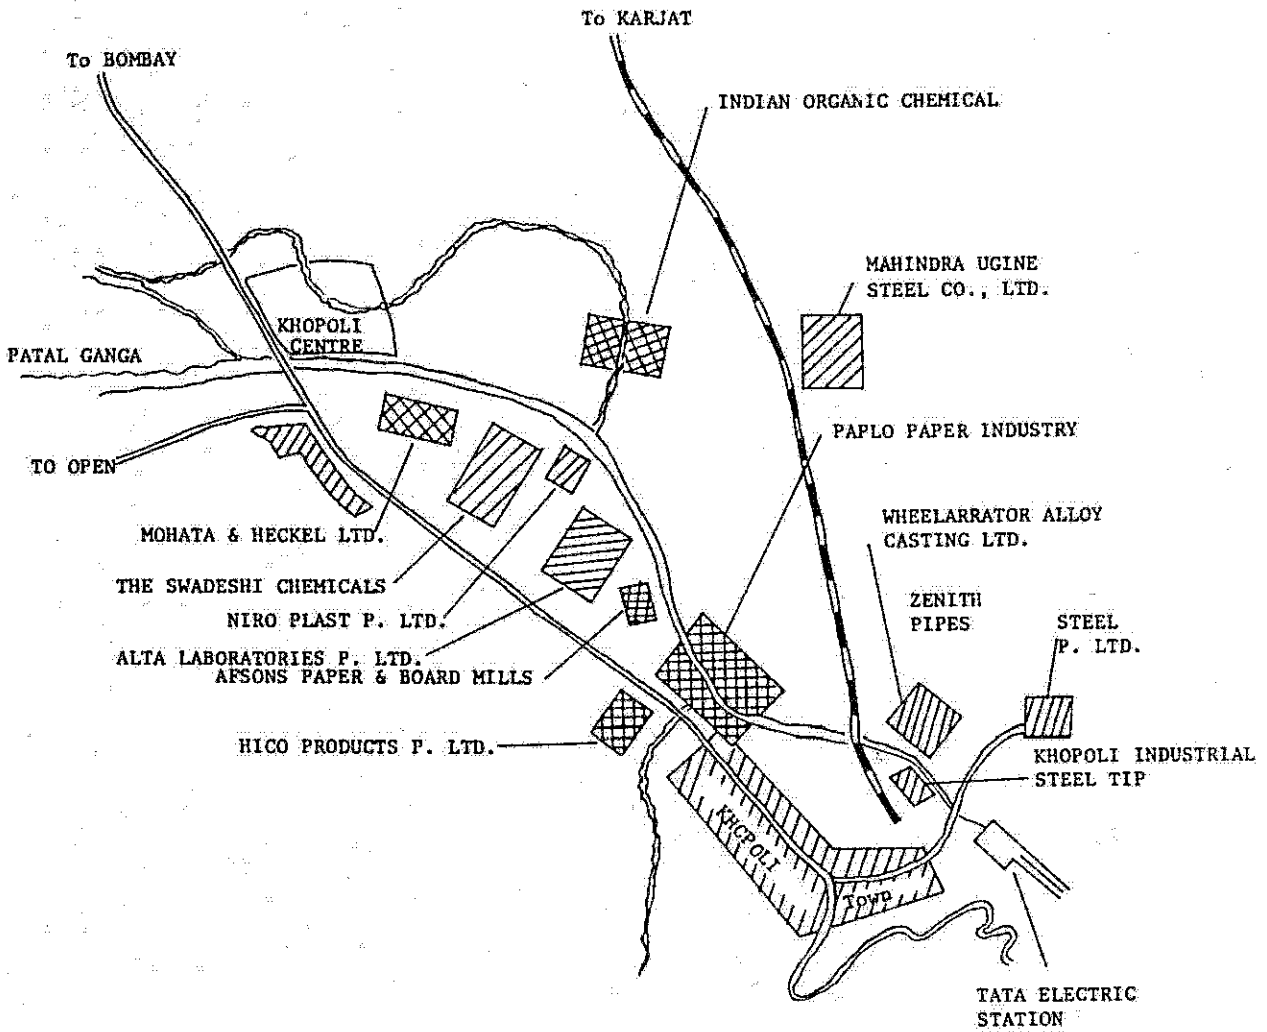 To KARJAT
To BOMBAY
INDIAN ORGANIC CHEMICAL
MAHINDRA UGINE
STEEL CO., LTD.
KHOPOLI
CENTRE
PATAL GANGA
PAPLO PAPER INDUSTRY
TO OPEN
WHEELARRATOR ALLOY
CASTING LTD.
MOHATA & HECKEL LTD.
THE SWADESHI CHEMICALS
NIRO PLAST P. LTD.
ZENITH
PIPES
STEEL
P. LTD.
ALTA LABORATORIES P. LTD.
AFSONS PAPER & BOARD MILLS
HICO PRODUCTS P. LTD.
KHOPOLI INDUSTRIAL
STEEL TIP
KHOPOLI
Town
TATA ELECTRIC
STATION